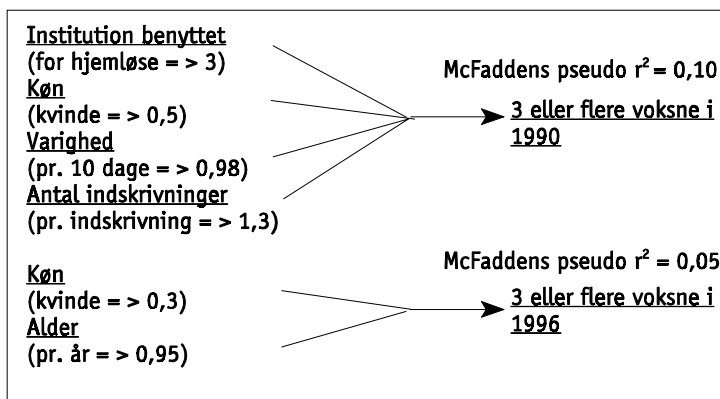 Institution benyttet
(for hjemløse = > 3)
Køn
(kvinde = > 0,5)
Varighed
(pr. 10 dage = > 0,98)
Antal indskrivninger
(pr. indskrivning = > 1,3)
McFaddens pseudo r² = 0,10
3 eller flere voksne i
1990
Køn
(kvinde = > 0,3)
Alder
(pr. år = > 0,95)
McFaddens pseudo r² = 0,05
3 eller flere voksne i
1996